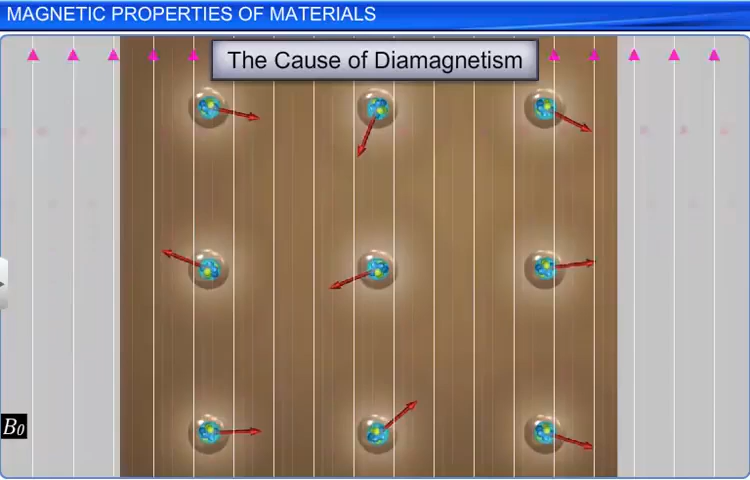 MAGNETIC PROPERTIES OF MATERIALS
The Cause of Diamagnetism
B0